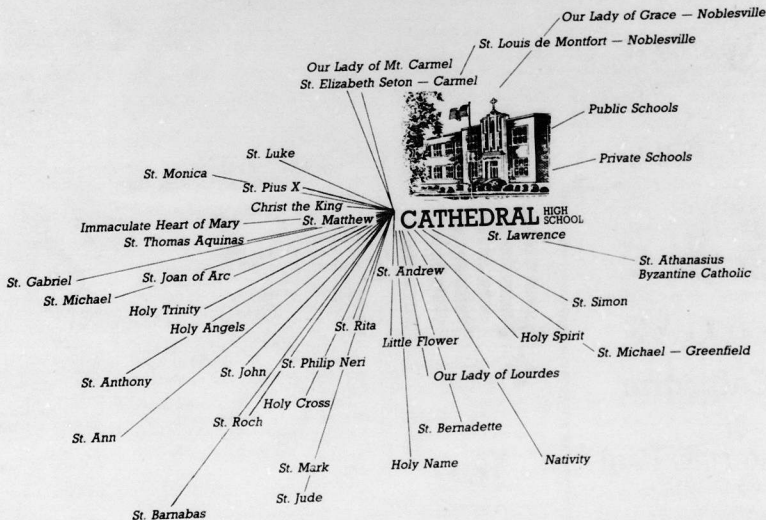 Our Lady of Grace — Noblesville
St. Louis de Montfort — Noblesville
Our Lady of Mt. Carmel
St. Elizabeth Seton — Carmel
Public Schools
St. Luke
Private Schools
St. Monica
St. Pius X
Christ the King
CATHEDRAL HIGH
SCHOOL
Immaculate Heart of Mary
St. Matthew
St. Lawrence
St. Thomas Aquinas
St. Athanasius
Byzantine Catholic
St. Andrew
St. Gabriel
St. Joan of Arc
St. Michael
St. Simon
Holy Trinity
Holy Angels
St. Rita
Little Flower
Holy Spirit
St. Michael — Greenfield
St. Philip Neri
St. John
Our Lady of Lourdes
St. Anthony
Holy Cross
St. Roch
St. Bernadette
St. Ann
Holy Name
Nativity
St. Mark
St. Jude
St. Barnabas